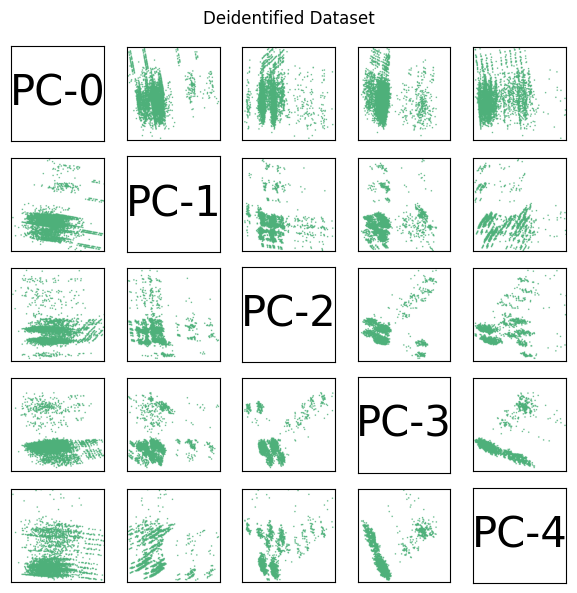 Deidentified Dataset
PC-0
PC-1
PC-2
PC-3
PC-4